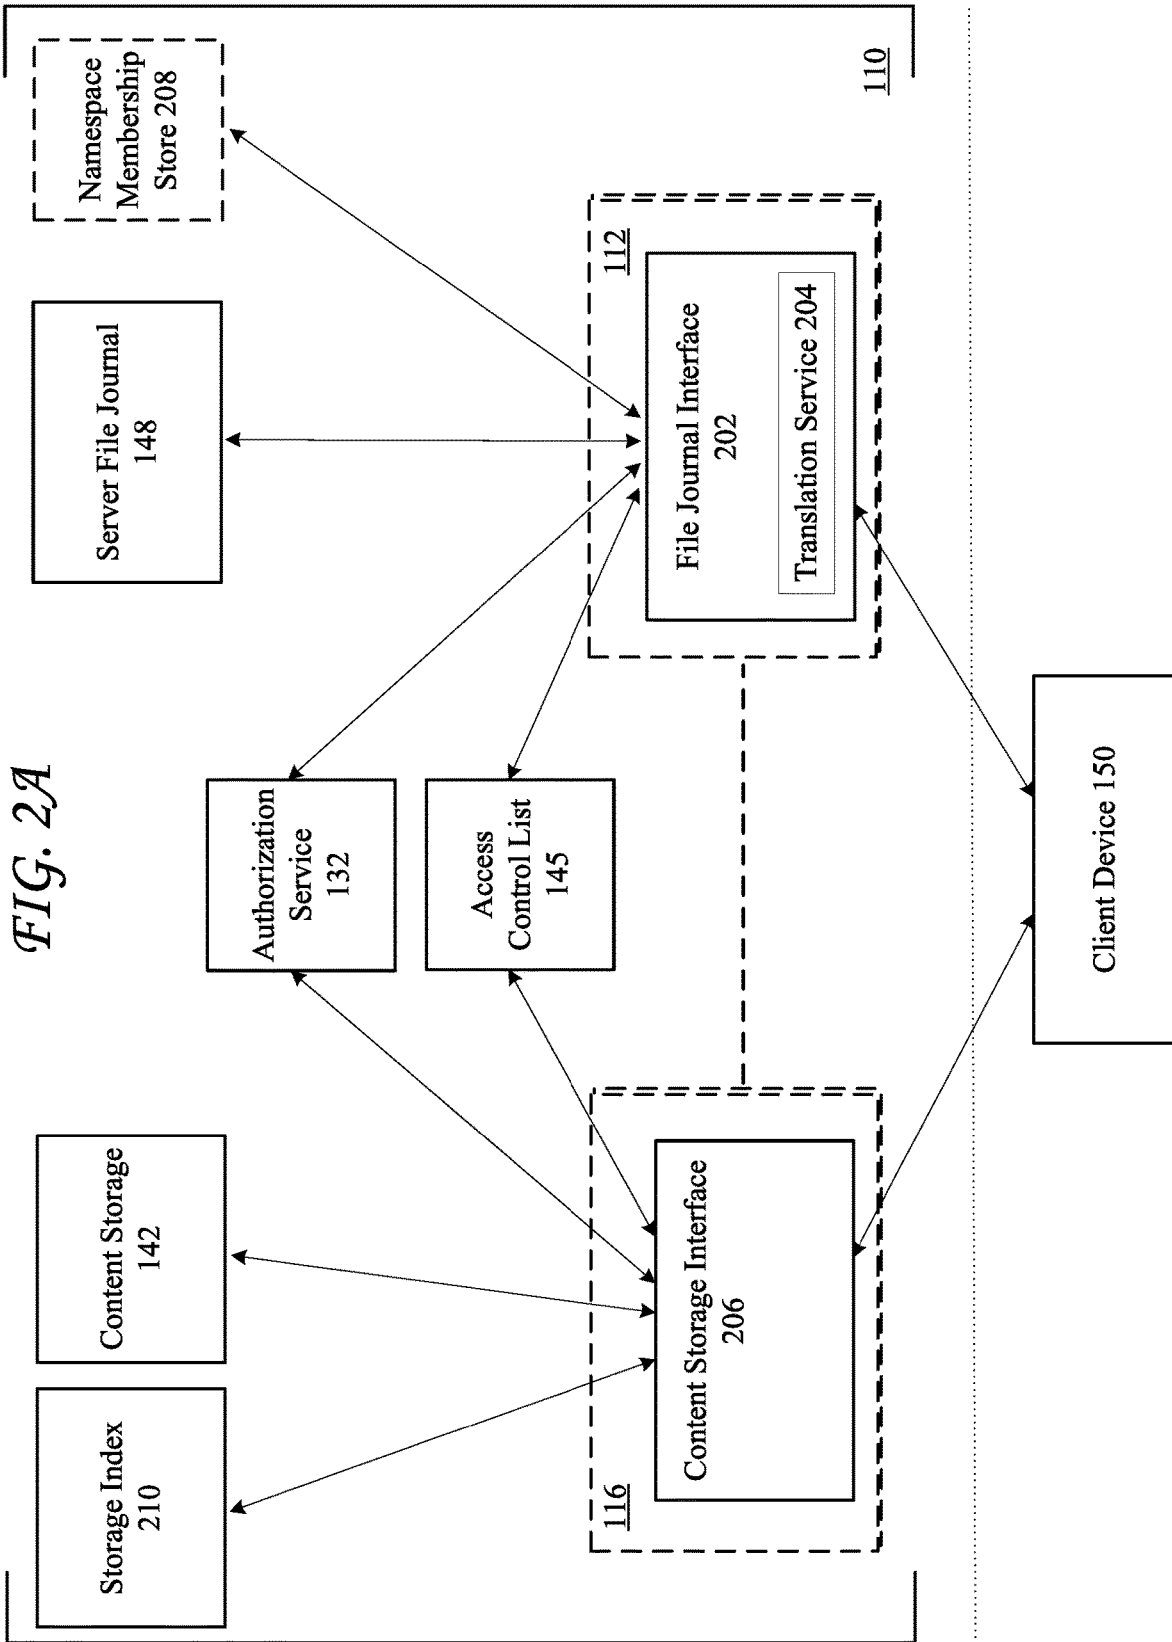 FIG. 2A
Storage Index
210
Content Storage
142
Server File Journal
148
Namespace
Membership
Store 208
Authorization
Service
132
Access
Control List
145
116
Content Storage Interface
206
112
File Journal Interface
202
Translation Service 204
110
Client Device 150